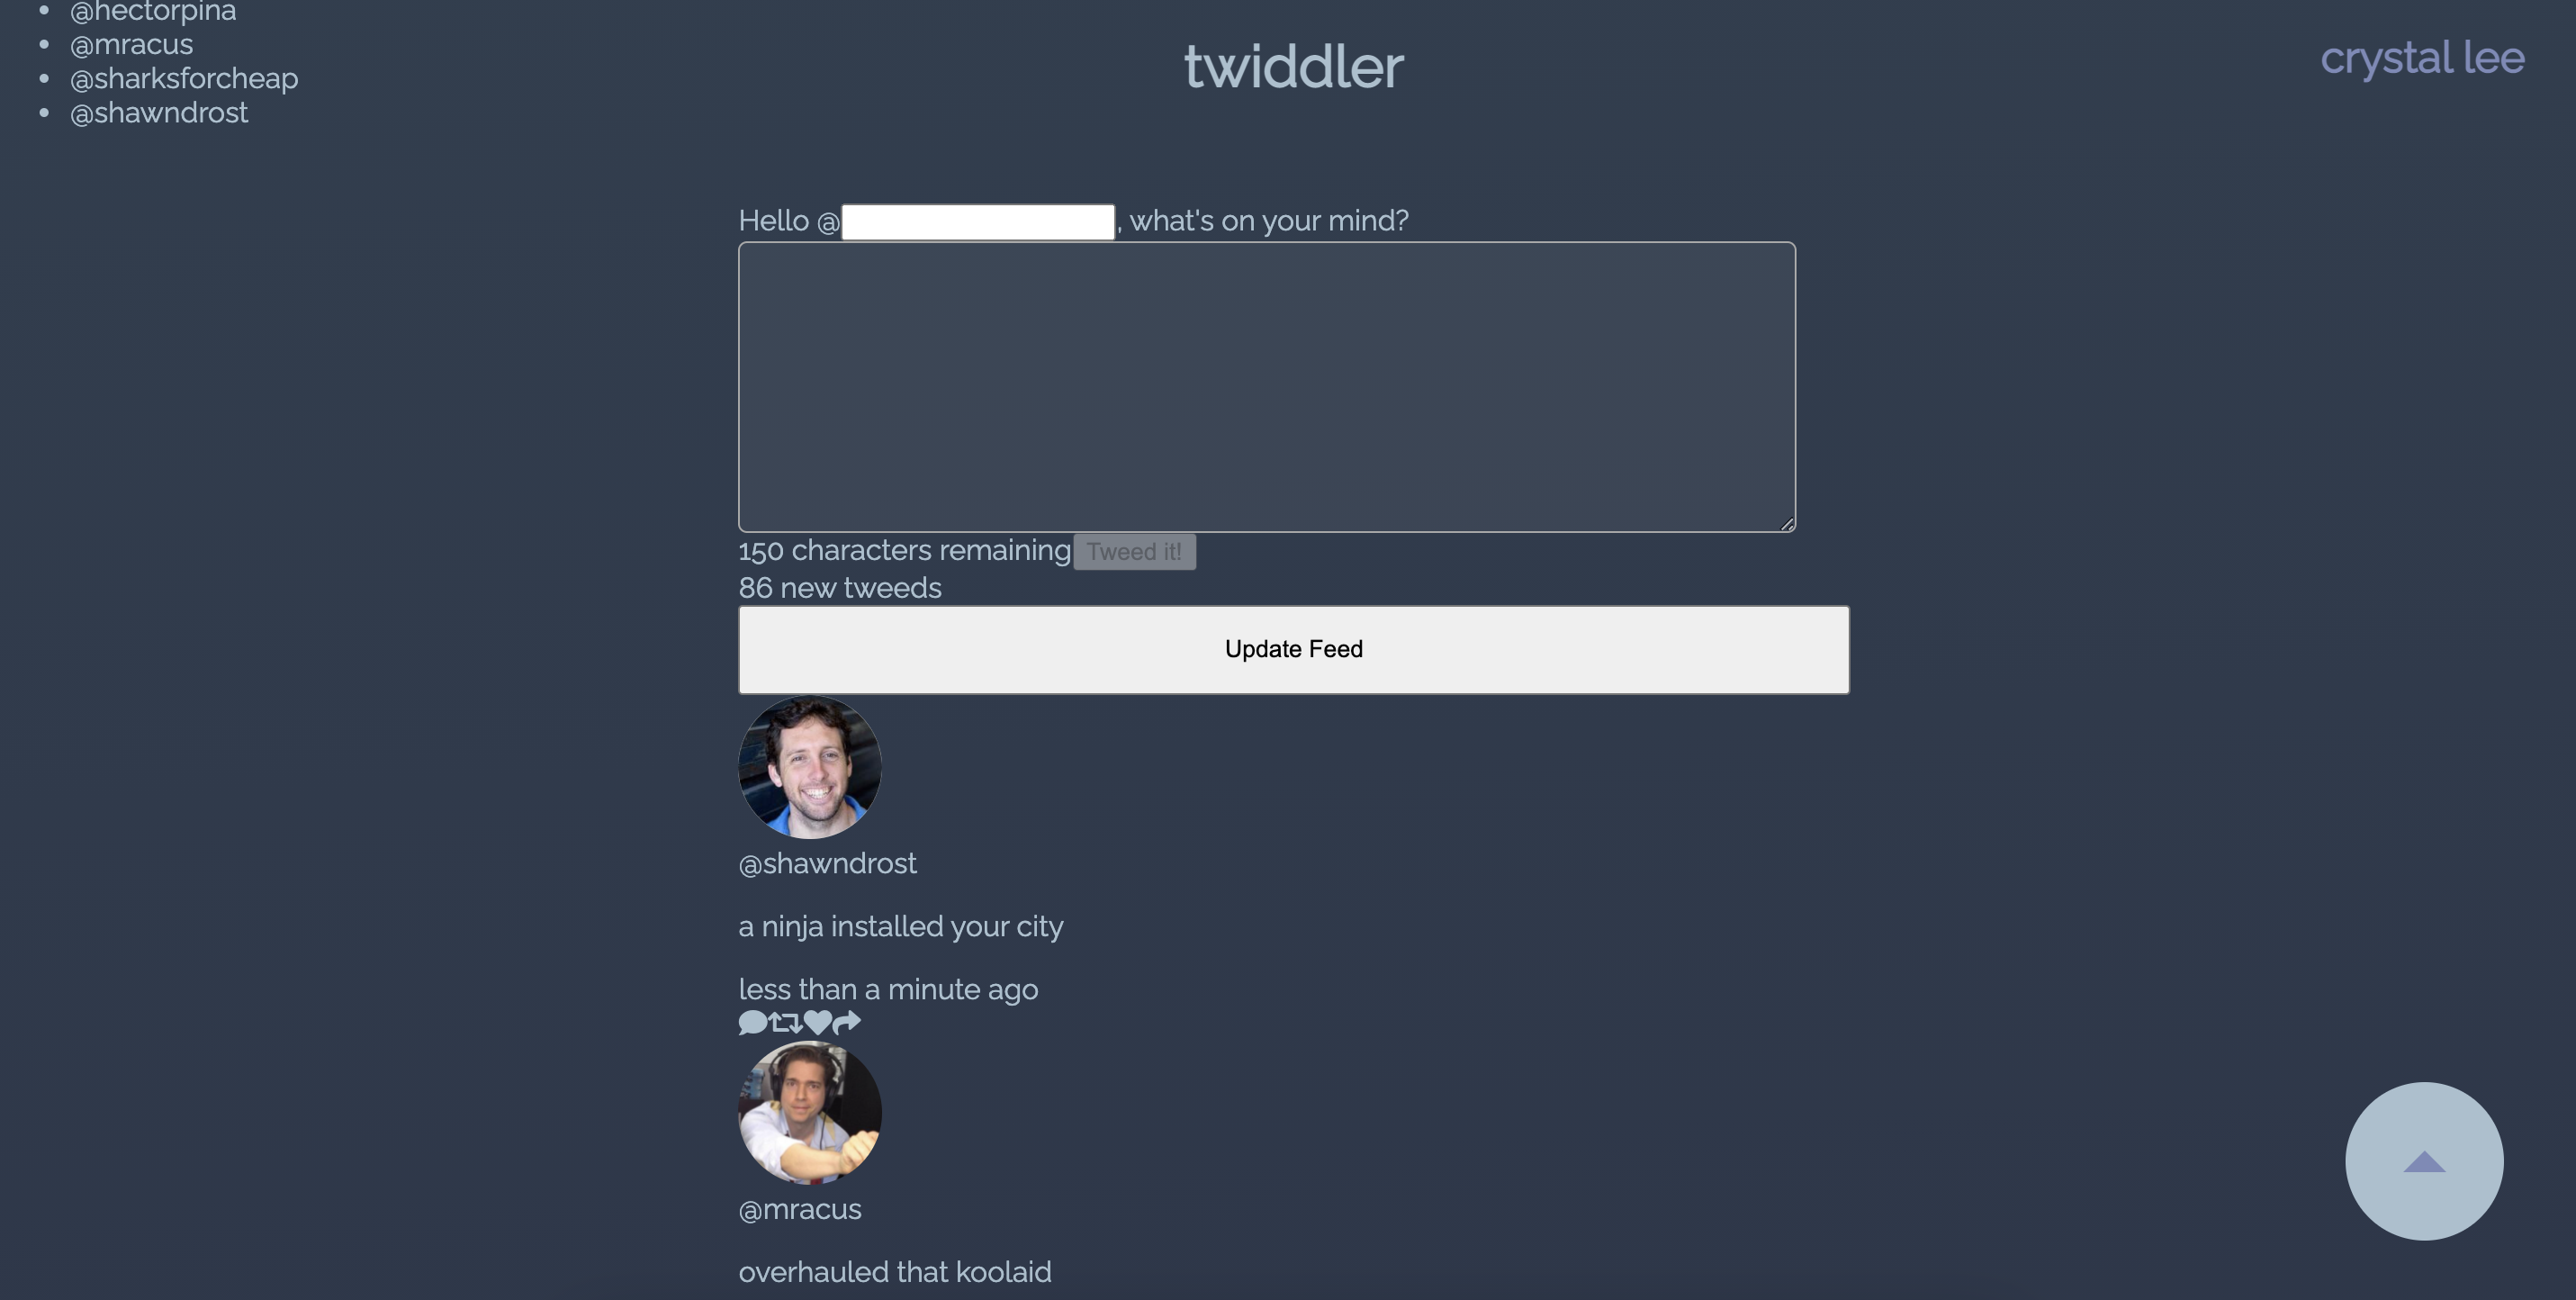 @hectorpina
@mracus
@sharksforcheap
@shawndrost
twiddler
crystal lee
Hello @ , what's on your mind?
150 characters remaining Tweed it!
86 new tweeds
Update Feed
@shawndrost
a ninja installed your city
less than a minute ago
@mracus
overhauled that koolaid